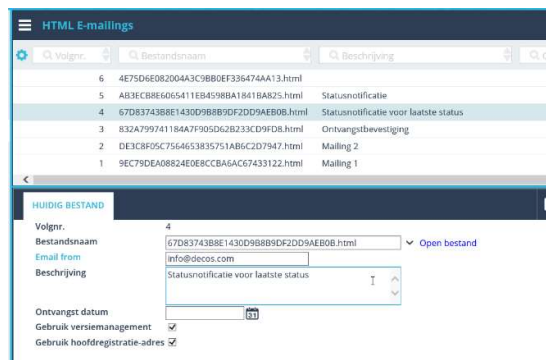 HTML E-mailings
Volgnr. Bestandsnaam Beschrijving
6 4E75D6E082004A3C9BB0EF336474AA13.html
5 AB3ECB8E6065411EB4598BA1841BA825.html Statusnotificatie
4 67D83743B8E1430D9B8B9DF2DD9AEB0B.html Statusnotificatie voor laatste status
3 832A799741184A7F905D62B233CD9FD8.html Ontvangstbevestiging
2 DE3C8F05C7564653835751AB6C2D7947.html Mailing 2
1 9EC79DEA08824E0E8CCBA6AC67433122.html Mailing 1
HUIDIG BESTAND
Volgnr. 4
Bestandsnaam 67D83743B8E1430D9B8B9DF2DD9AEB0B.html Open bestand
Email from info@decos.com
Beschrijving Statusnotificatie voor laatste status
Ontvangst datum 31
Gebruik versiemanagement
Gebruik hoofdregistratie-adres